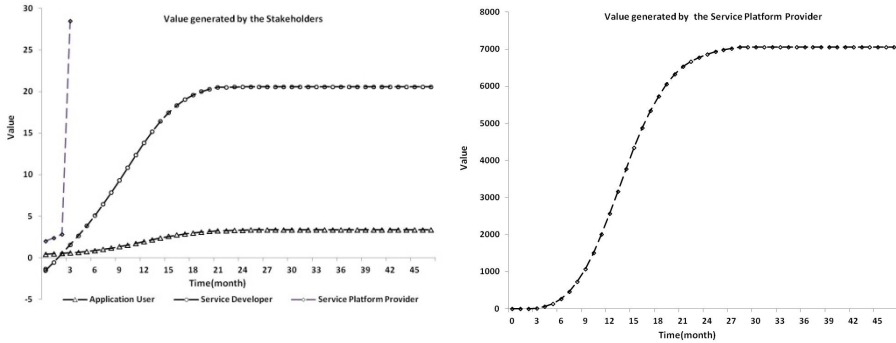 Value generated by the Stakeholders
30
25
20
15
10
5
0
-5
Value
3 6 9 12 15 18 21 24 27 30 33 36 39 42 45
Time(month)
Application User Service Developer Service Platform Provider
Value generated by the Service Platform Provider
8000
7000
6000
5000
4000
3000
2000
1000
0
Value
0 3 6 9 12 15 18 21 24 27 30 33 36 39 42 45
Time(month)